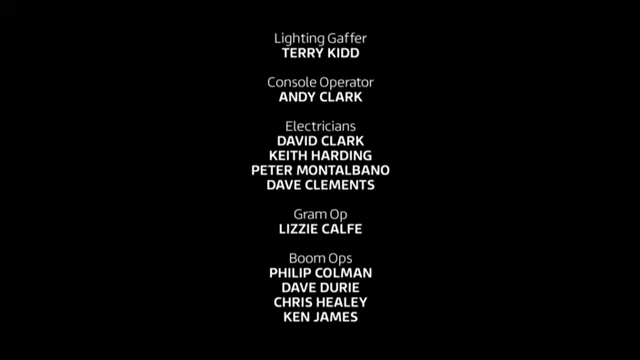 Lighting Gaffer
TERRY KIDD
Console Operator
ANDY CLARK
Electricians
DAVID CLARK
KEITH HARDING
PETER MONTALBANO
DAVE CLEMENTS
Gram Op
LIZZIE CALFE
Boom Ops
PHILIP COLMAN
DAVE DURIE
CHRIS HEALEY
KEN JAMES